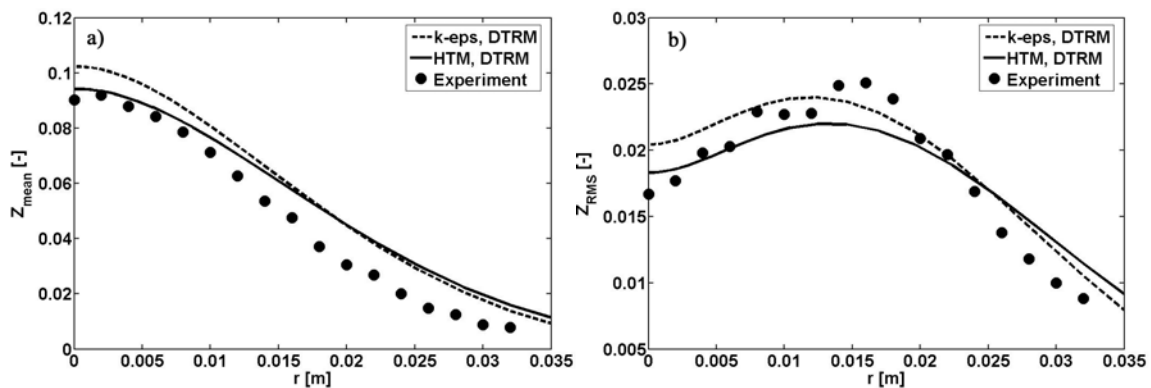 a)
k-eps, DTRM
HTM, DTRM
Experiment
Z_mean [-]
0.12
0.1
0.08
0.06
0.04
0.02
0
0 0.005 0.01 0.015 0.02 0.025 0.03 0.035
r [m]
b)
k-eps, DTRM
HTM, DTRM
Experiment
Z_RMS [-]
0.03
0.025
0.02
0.015
0.01
0.005
0 0.005 0.01 0.015 0.02 0.025 0.03 0.035
r [m]